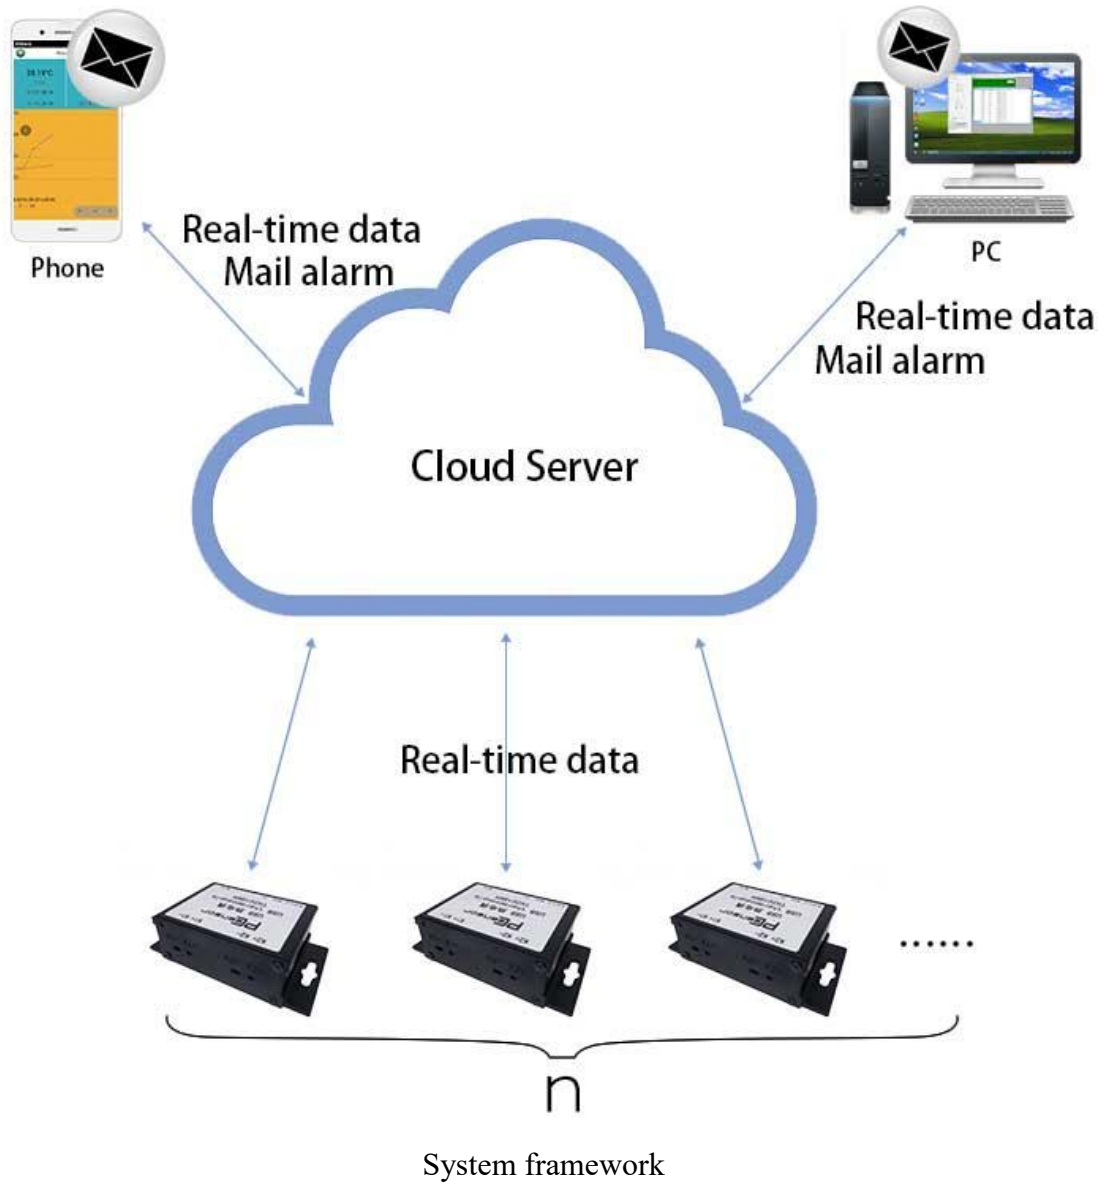 Phone
Real-time data
Mail alarm
PC
Real-time data
Mail alarm
Cloud Server
Real-time data
......
n
System framework